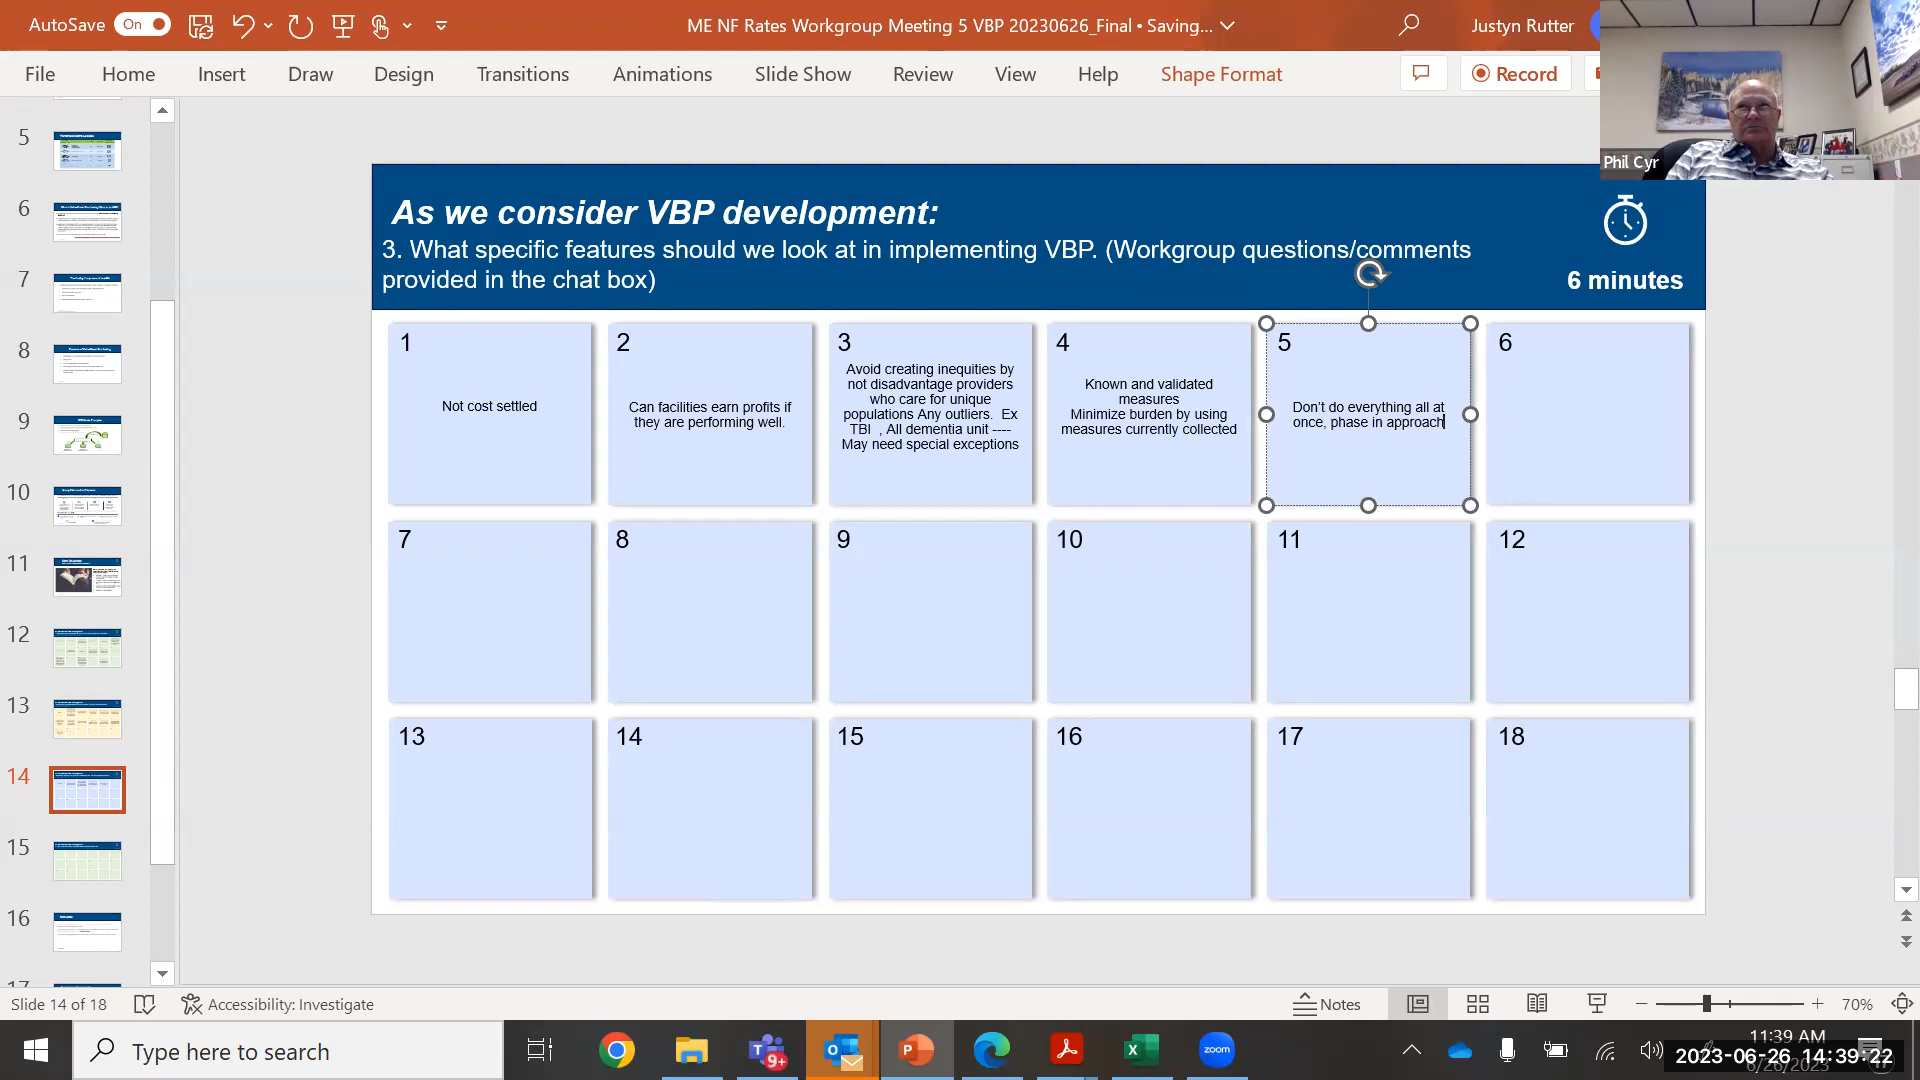 AutoSave
On
ME NF Rates Workgroup Meeting 5 VBP 20230626_Final • Saving...
Justyn Rutter
File
Home
Insert
Draw
Design
Transitions
Animations
Slide Show
Review
View
Help
Shape Format
Record
Phil Cyr
5
6
7
8
9
10
11
12
13
14
15
16
As we consider VBP development:
3. What specific features should we look at in implementing VBP. (Workgroup questions/comments
provided in the chat box)
6 minutes
1
Not cost settled
2
Can facilities earn profits if
they are performing well.
3
Avoid creating inequities by
not disadvantage providers
who care for unique
populations Any outliers.  Ex
TBI  , All dementia unit ----
May need special exceptions
4
Known and validated
measures
Minimize burden by using
measures currently collected
5
Don't do everything all at
once, phase in approach
6
7
8
9
10
11
12
13
14
15
16
17
18
Slide 14 of 18
Accessibility: Investigate
Notes
70%
Type here to search
9+
zoom
11:39 AM
2023-06-26 14:39:22